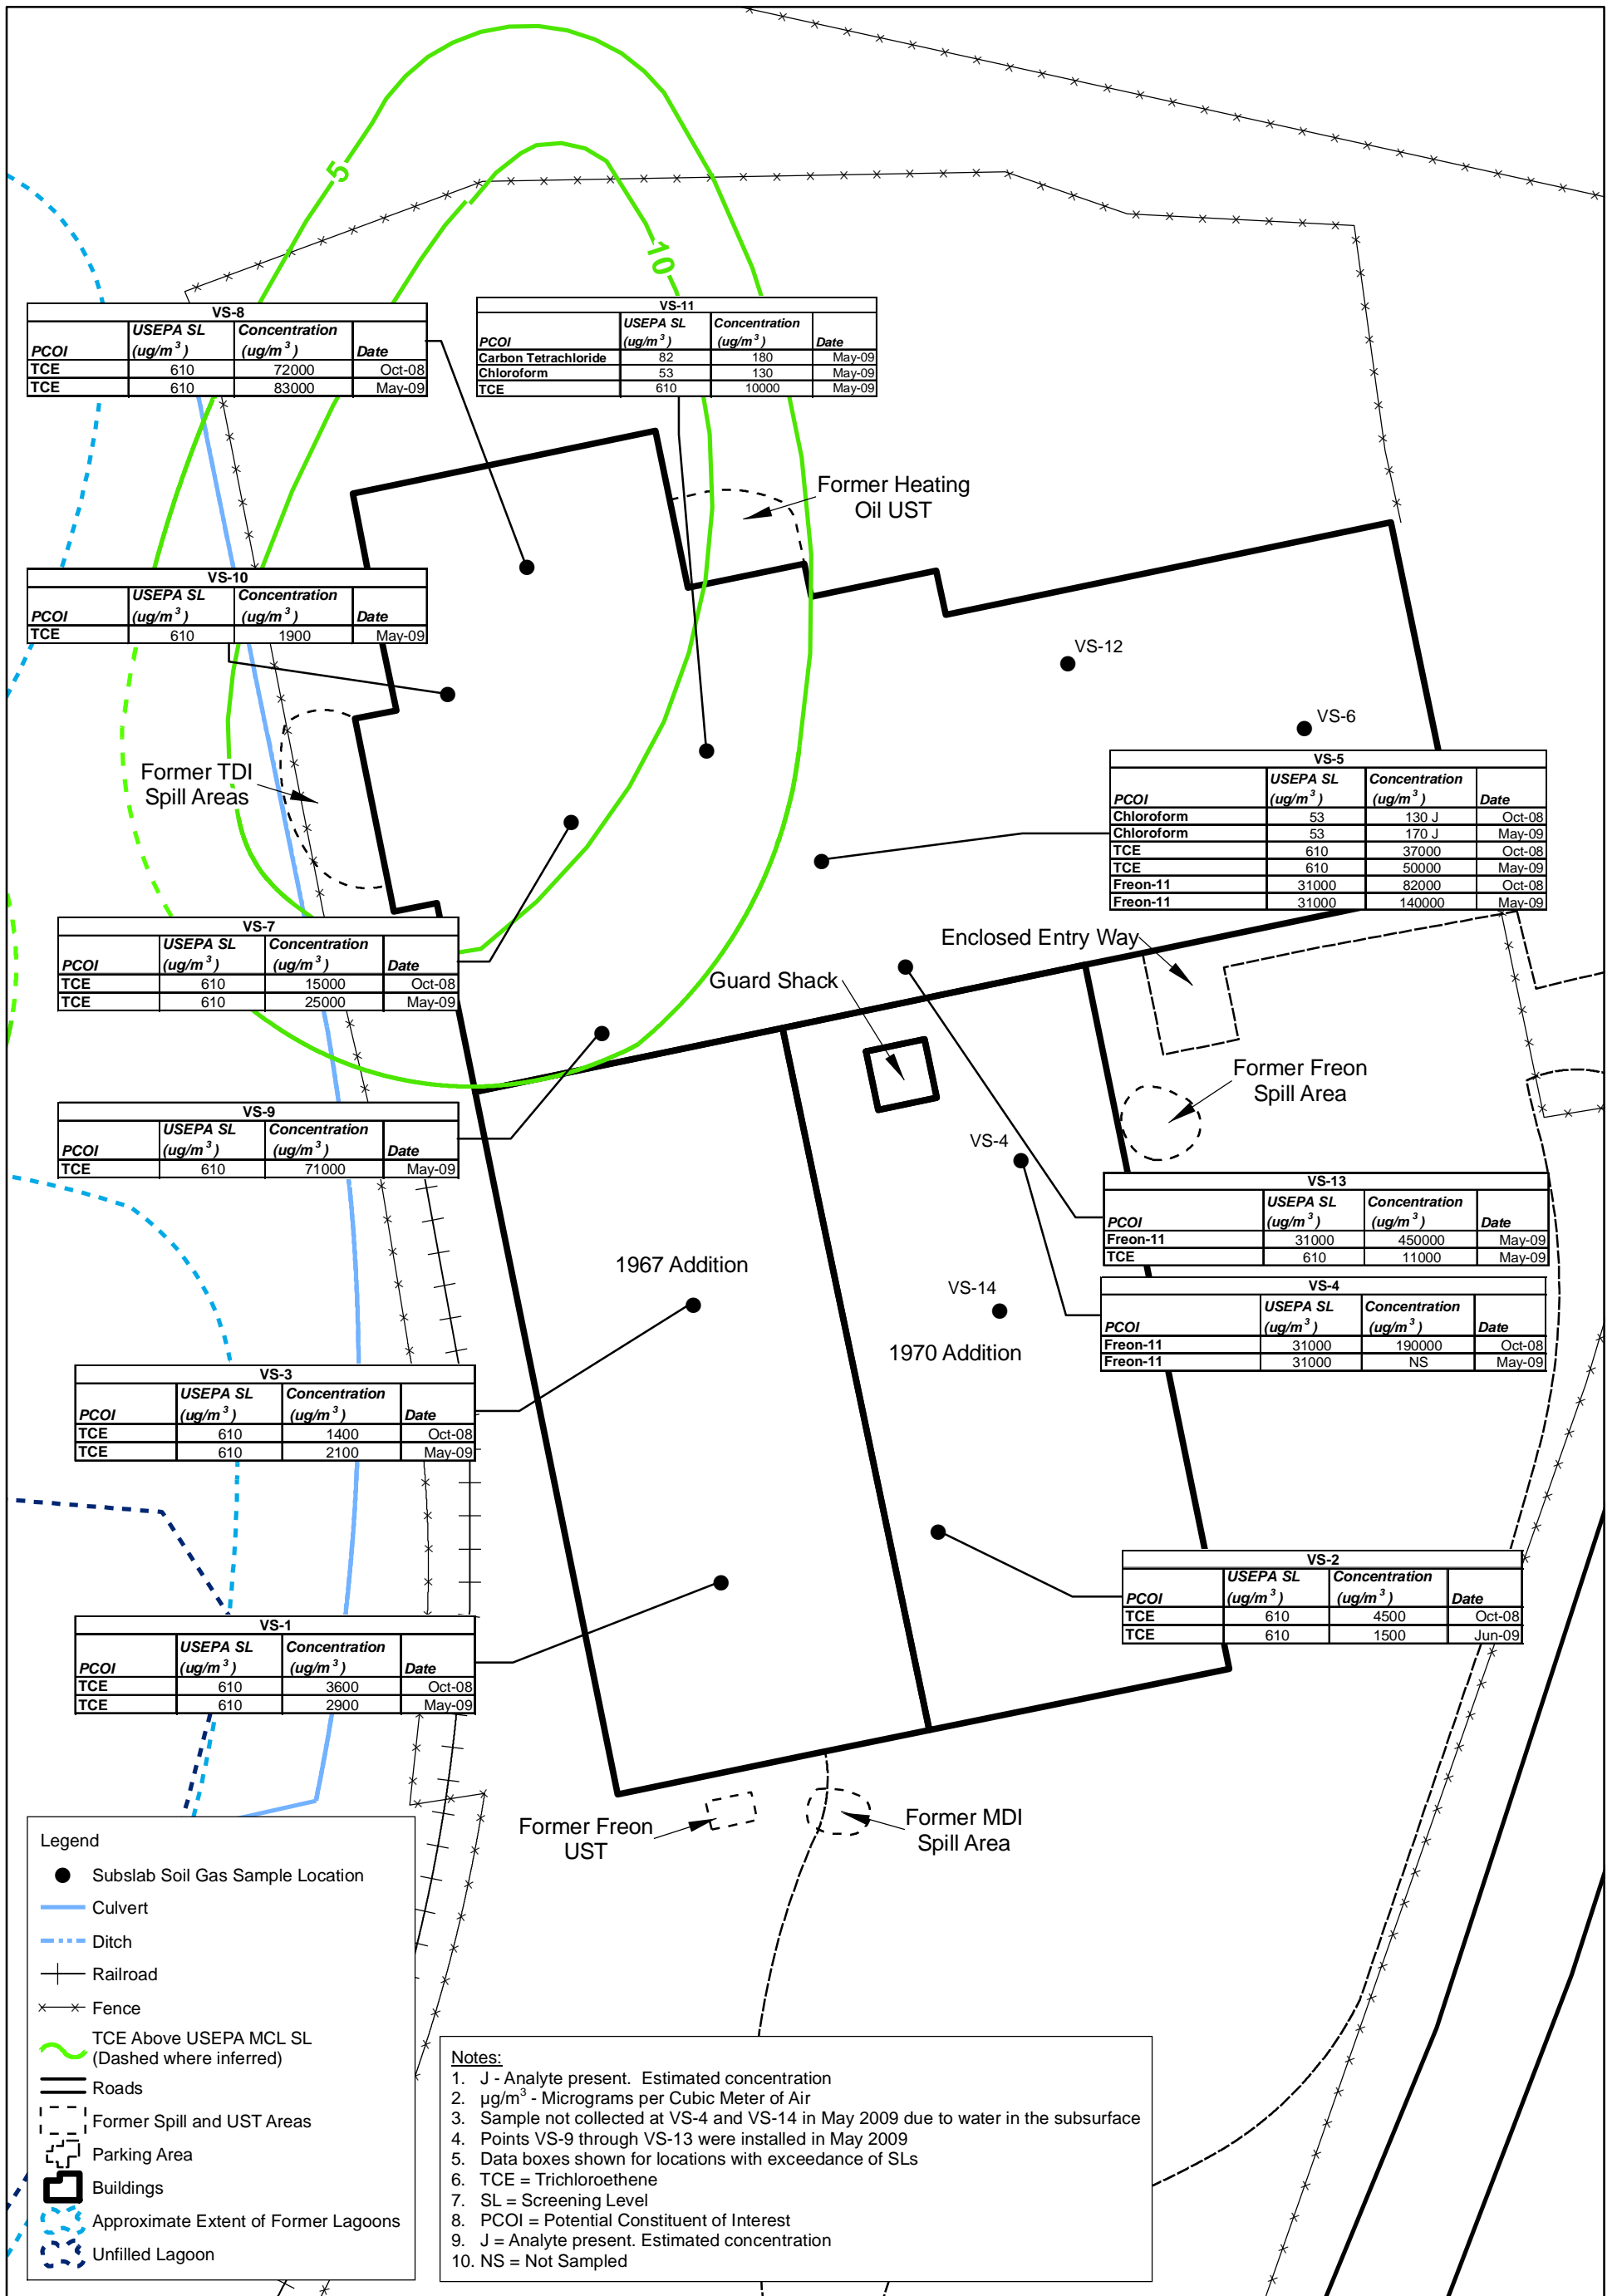 5
10
VS-8
PCOI USEPA SL (ug/m³) Concentration (ug/m³) Date
TCE 610 72000 Oct-08
TCE 610 83000 May-09
VS-11
PCOI USEPA SL (ug/m³) Concentration (ug/m³) Date
Carbon Tetrachloride 82 180 May-09
Chloroform 53 130 May-09
TCE 610 10000 May-09
Former Heating
Oil UST
VS-10
PCOI USEPA SL (ug/m³) Concentration (ug/m³) Date
TCE 610 1900 May-09
VS-12
VS-6
Former TDI
Spill Areas
VS-5
PCOI USEPA SL (ug/m³) Concentration (ug/m³) Date
Chloroform 53 130 J Oct-08
Chloroform 53 170 J May-09
TCE 610 37000 Oct-08
TCE 610 50000 May-09
Freon-11 31000 82000 Oct-08
Freon-11 31000 140000 May-09
VS-7
PCOI USEPA SL (ug/m³) Concentration (ug/m³) Date
TCE 610 15000 Oct-08
TCE 610 25000 May-09
Enclosed Entry Way
Guard Shack
Former Freon
Spill Area
VS-9
PCOI USEPA SL (ug/m³) Concentration (ug/m³) Date
TCE 610 71000 May-09
VS-4
VS-13
PCOI USEPA SL (ug/m³) Concentration (ug/m³) Date
Freon-11 31000 450000 May-09
TCE 610 11000 May-09
1967 Addition
VS-14
1970 Addition
VS-4
PCOI USEPA SL (ug/m³) Concentration (ug/m³) Date
Freon-11 31000 190000 Oct-08
Freon-11 31000 NS May-09
VS-3
PCOI USEPA SL (ug/m³) Concentration (ug/m³) Date
TCE 610 1400 Oct-08
TCE 610 2100 May-09
VS-2
PCOI USEPA SL (ug/m³) Concentration (ug/m³) Date
TCE 610 4500 Oct-08
TCE 610 1500 Jun-09
VS-1
PCOI USEPA SL (ug/m³) Concentration (ug/m³) Date
TCE 610 3600 Oct-08
TCE 610 2900 May-09
Former Freon
UST
Former MDI
Spill Area
Legend
Subslab Soil Gas Sample Location
Culvert
Ditch
Railroad
Fence
TCE Above USEPA MCL SL
(Dashed where inferred)
Roads
Former Spill and UST Areas
Parking Area
Buildings
Approximate Extent of Former Lagoons
Unfilled Lagoon
Notes:
1. J - Analyte present. Estimated concentration
2. µg/m³ - Micrograms per Cubic Meter of Air
3. Sample not collected at VS-4 and VS-14 in May 2009 due to water in the subsurface
4. Points VS-9 through VS-13 were installed in May 2009
5. Data boxes shown for locations with exceedance of SLs
6. TCE = Trichloroethene
7. SL = Screening Level
8. PCOI = Potential Constituent of Interest
9. J = Analyte present. Estimated concentration
10. NS = Not Sampled